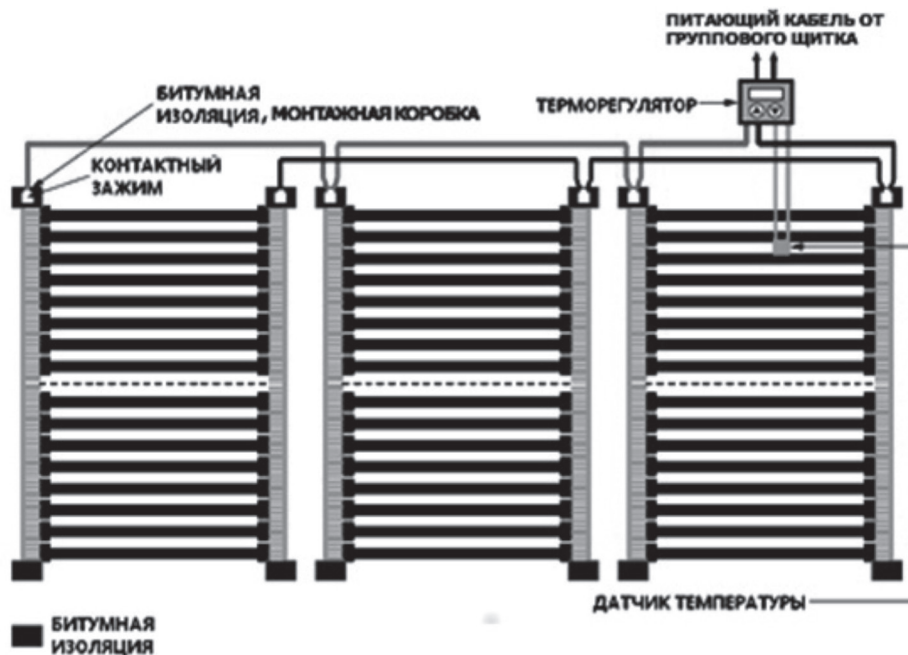 ПИТАЮЩИЙ КАБЕЛЬ ОТ
ГРУППОВОГО ЩИТКА
БИТУМНАЯ
ИЗОЛЯЦИЯ, МОНТАЖНАЯ КОРОБКА
ТЕРМОРЕГУЛЯТОР
КОНТАКТНЫЙ
ЗАЖИМ
ДАТЧИК ТЕМПЕРАТУРЫ
БИТУМНАЯ
ИЗОЛЯЦИЯ